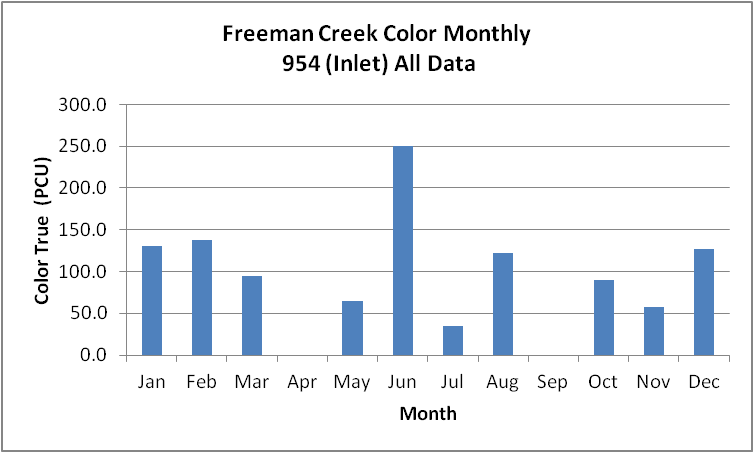 Freeman Creek Color Monthly
954 (Inlet) All Data
Color True (PCU)
300.0
250.0
200.0
150.0
100.0
50.0
0.0
Jan Feb Mar Apr May Jun Jul Aug Sep Oct Nov Dec
Month